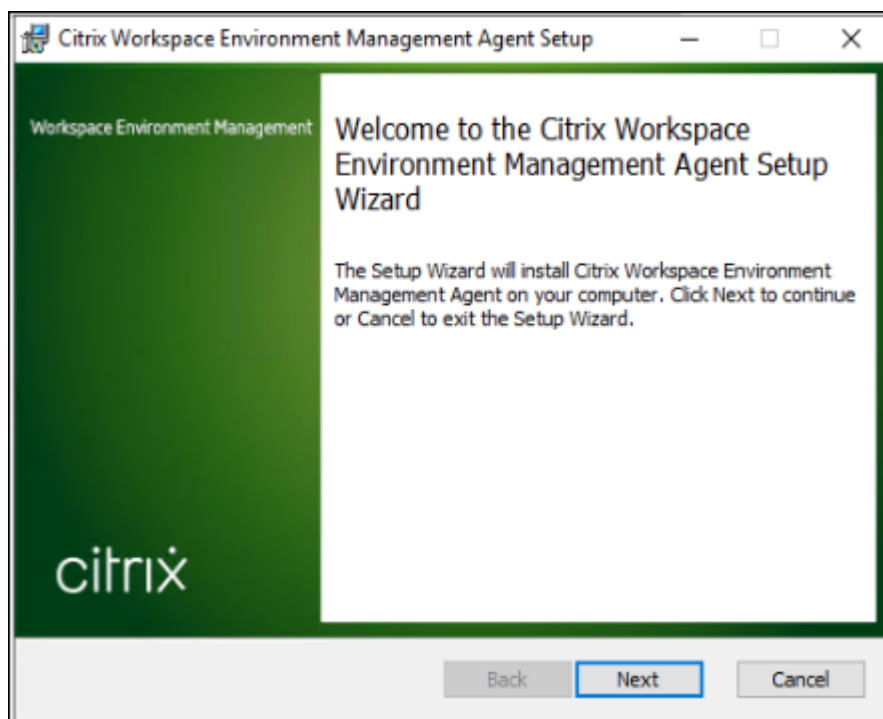 Citrix Workspace Environment Management Agent Setup
Workspace Environment Management
Welcome to the Citrix Workspace
Environment Management Agent Setup
Wizard
The Setup Wizard will install Citrix Workspace Environment
Management Agent on your computer. Click Next to continue
or Cancel to exit the Setup Wizard.
citrix
Back
Next
Cancel